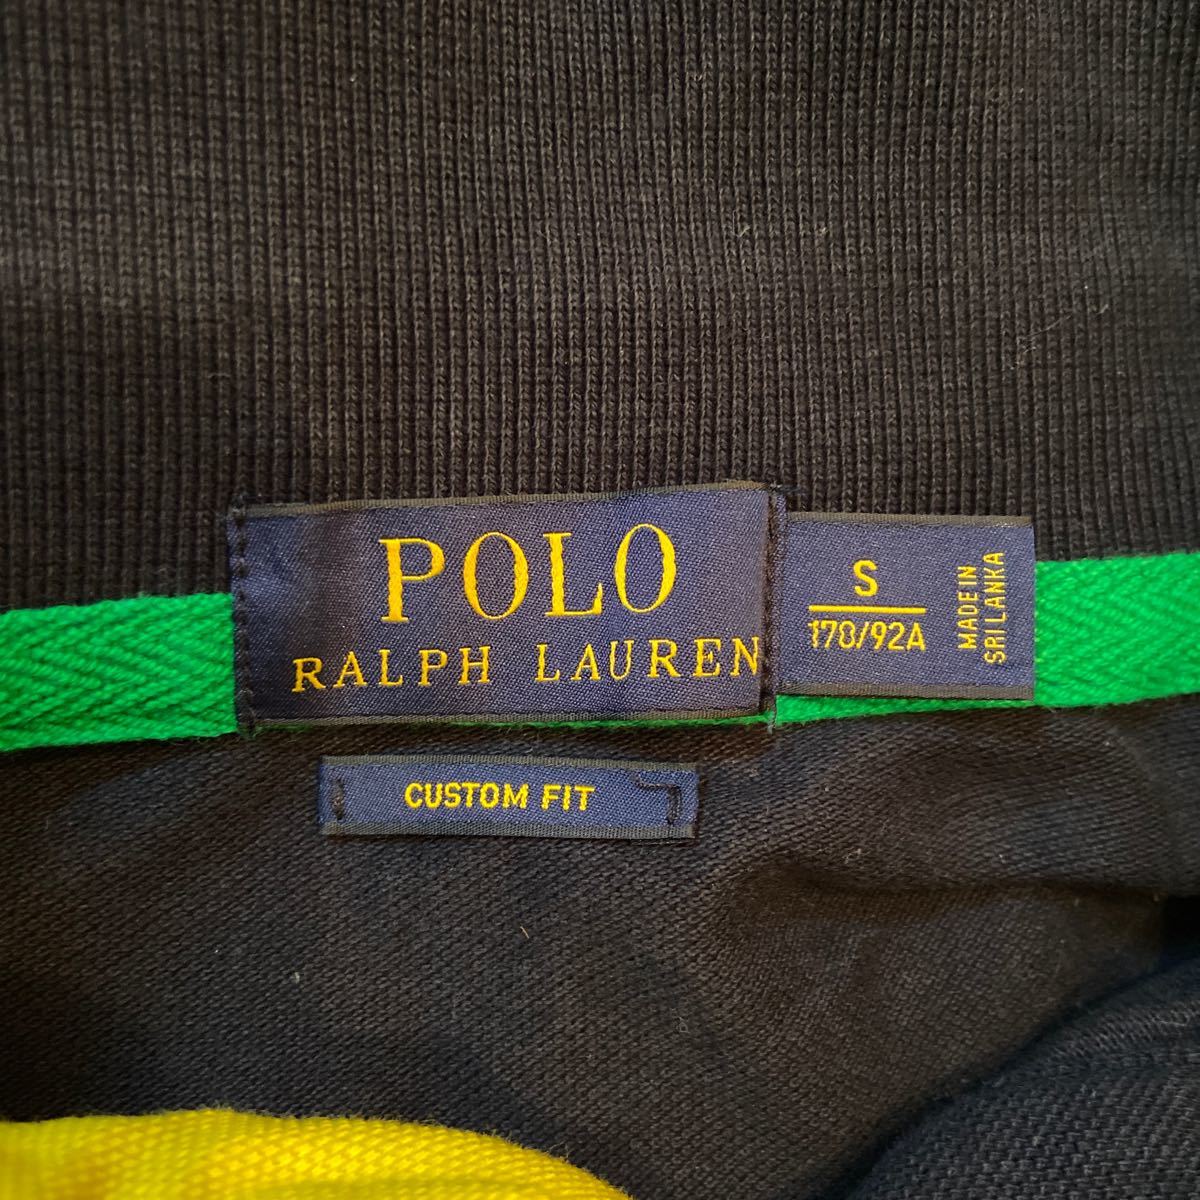 POLO
RALPH LAUREN
S
170/92A
MADE IN
SRI LANKA
CUSTOM FIT